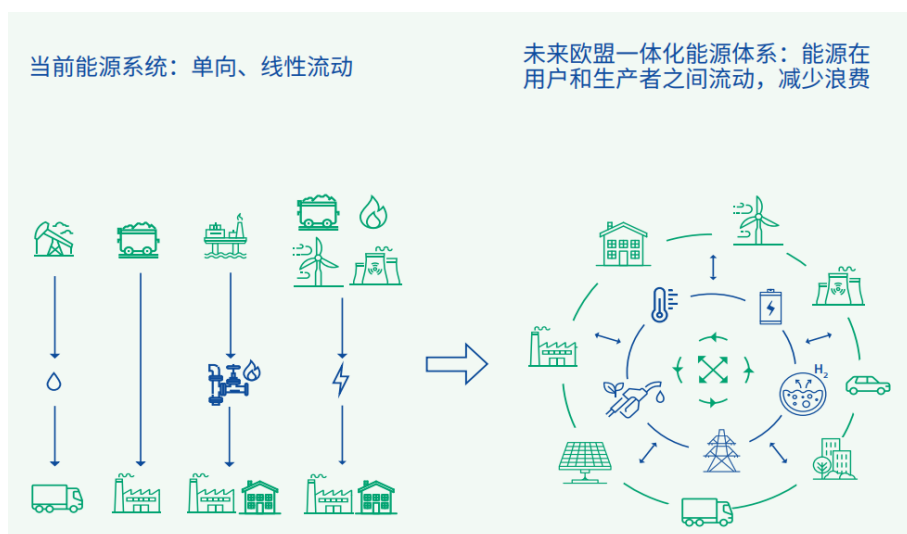 当前能源系统：单向、线性流动
未来欧盟一体化能源体系：能源在
用户和生产者之间流动，减少浪费
H₂